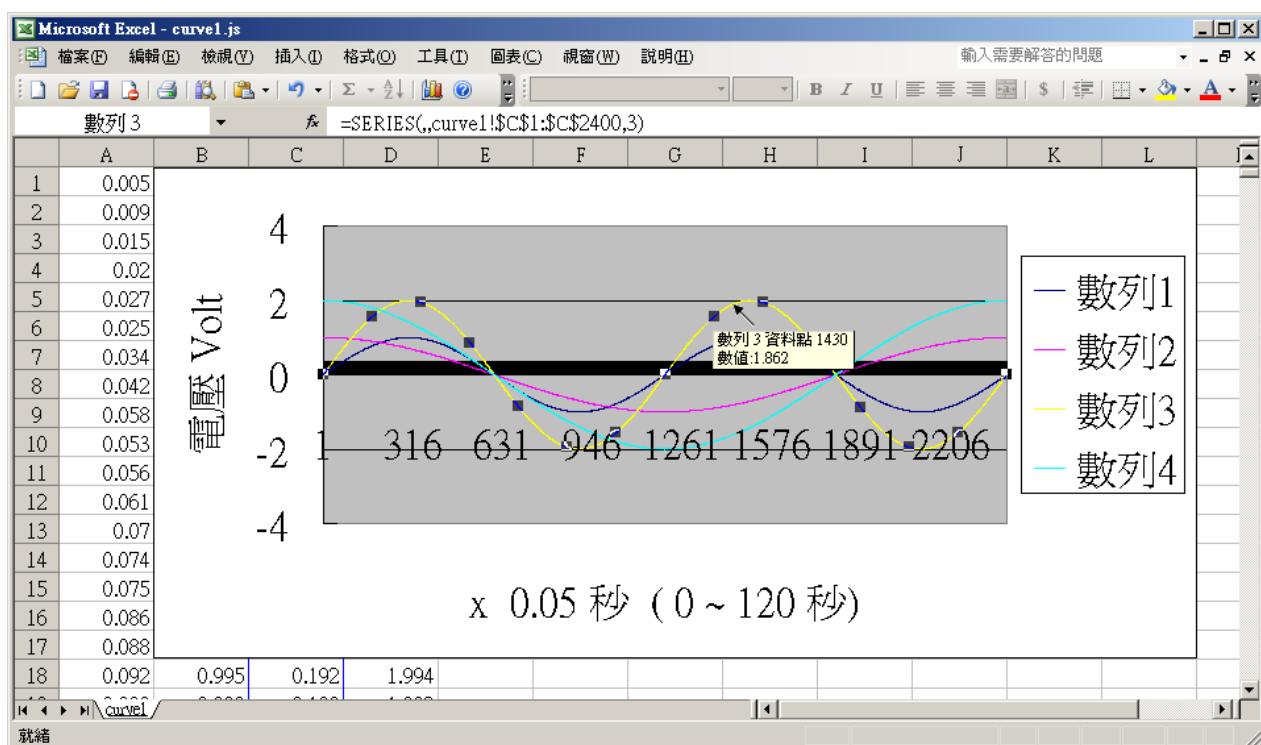 Microsoft Excel - curve1.js
檔案(F) 編輯(E) 檢視(V) 插入(I) 格式(O) 工具(T) 圖表(C) 視窗(W) 說明(H) 輸入需要解答的問題
B I U $ A
數列 3 fx =SERIES(,,curve1!$C$1:$C$2400,3)
A B C D E F G H I J K L
1 0.005
2 0.009
3 0.015
4 0.02
5 0.027
6 0.025
7 0.034
8 0.042
9 0.058
10 0.053
11 0.056
12 0.061
13 0.07
14 0.074
15 0.075
16 0.086
17 0.088
18 0.092 0.995 0.192 1.994
電壓 Volt
4
2
0
-2
-4
1 316 631 946 1261 1576 1891 2206
數列 3 資料點 1430
數值:1.862
x 0.05 秒 ( 0 ~ 120 秒)
數列1
數列2
數列3
數列4
curve1
就緒